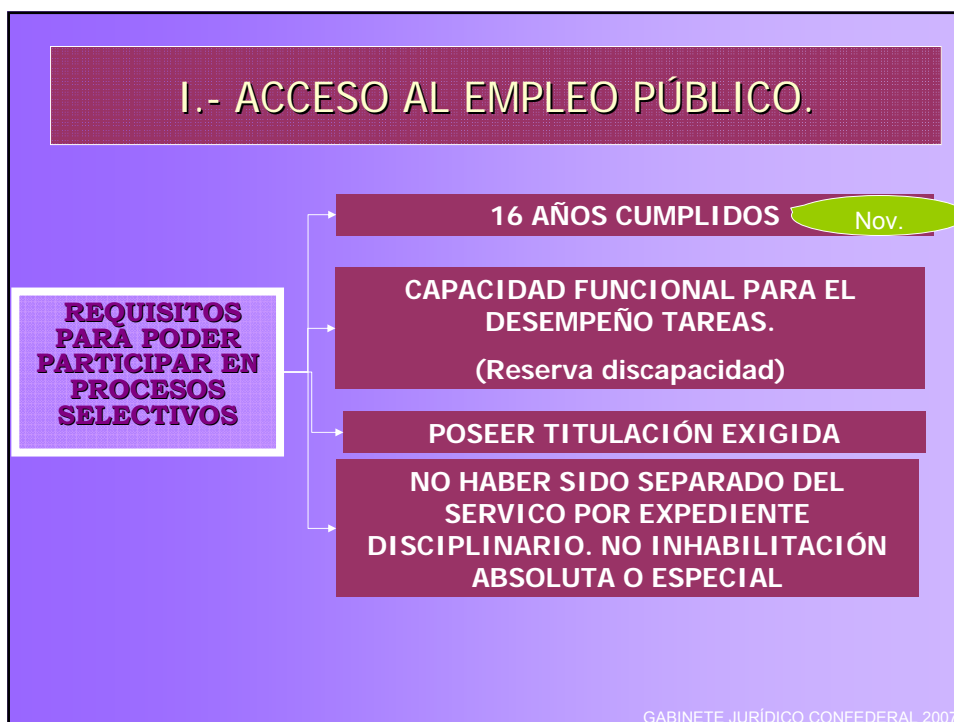 I.- ACCESO AL EMPLEO PÚBLICO.
16 AÑOS CUMPLIDOS
Nov.
REQUISITOS
PARA PODER
PARTICIPAR EN
PROCESOS
SELECTIVOS
CAPACIDAD FUNCIONAL PARA EL
DESEMPEÑO TAREAS.
(Reserva discapacidad)
POSEER TITULACIÓN EXIGIDA
NO HABER SIDO SEPARADO DEL
SERVICO POR EXPEDIENTE
DISCIPLINARIO. NO INHABILITACIÓN
ABSOLUTA O ESPECIAL
GABINETE JURÍDICO CONFEDERAL 2007